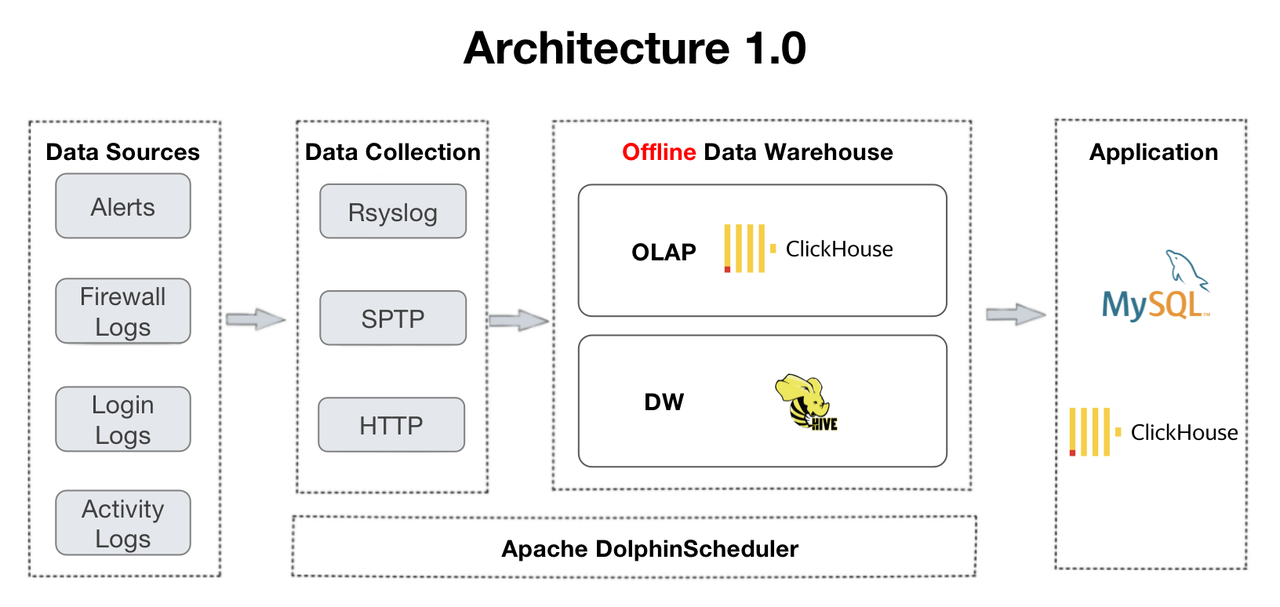 Architecture 1.0
Data Sources
Alerts
Firewall
Logs
Login
Logs
Activity
Logs
Data Collection
Rsyslog
SPTP
HTTP
Offline Data Warehouse
OLAP ClickHouse
DW HIVE
Apache DolphinScheduler
Application
MySQL™
ClickHouse